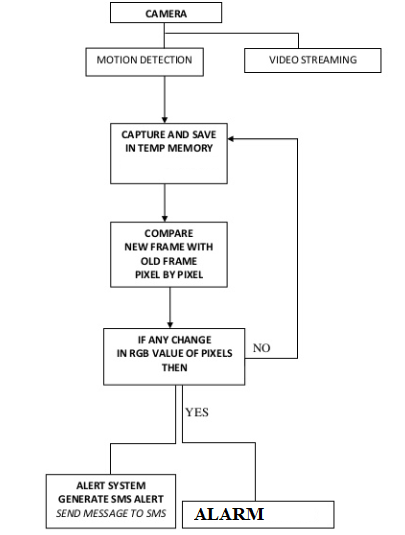 CAMERA
MOTION DETECTION
VIDEO STREAMING
CAPTURE AND SAVE
IN TEMP MEMORY
COMPARE
NEW FRAME WITH
OLD FRAME
PIXEL BY PIXEL
IF ANY CHANGE
IN RGB VALUE OF PIXELS
THEN
NO
YES
ALERT SYSTEM
GENERATE SMS ALERT
SEND MESSAGE TO SMS
ALARM